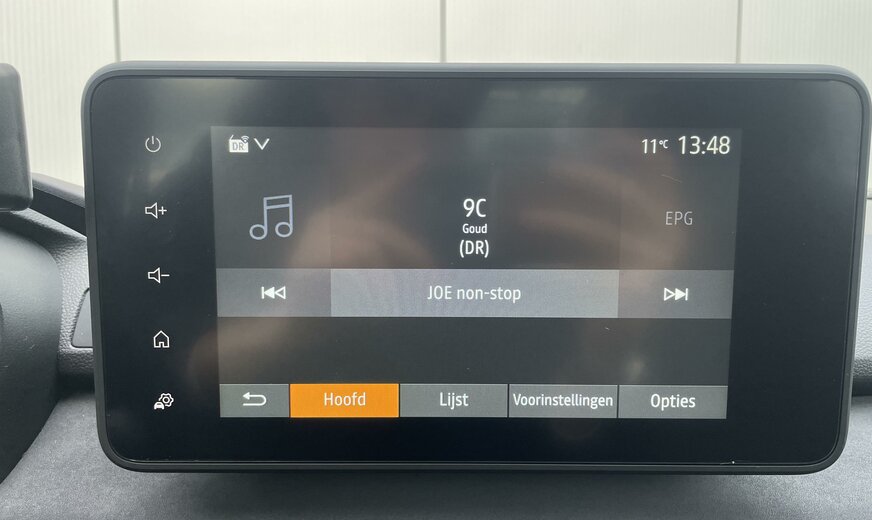 DR 11°C 13:48
9C
Goud
(DR)
EPG
JOE non-stop
Hoofd Lijst Voorinstellingen Opties